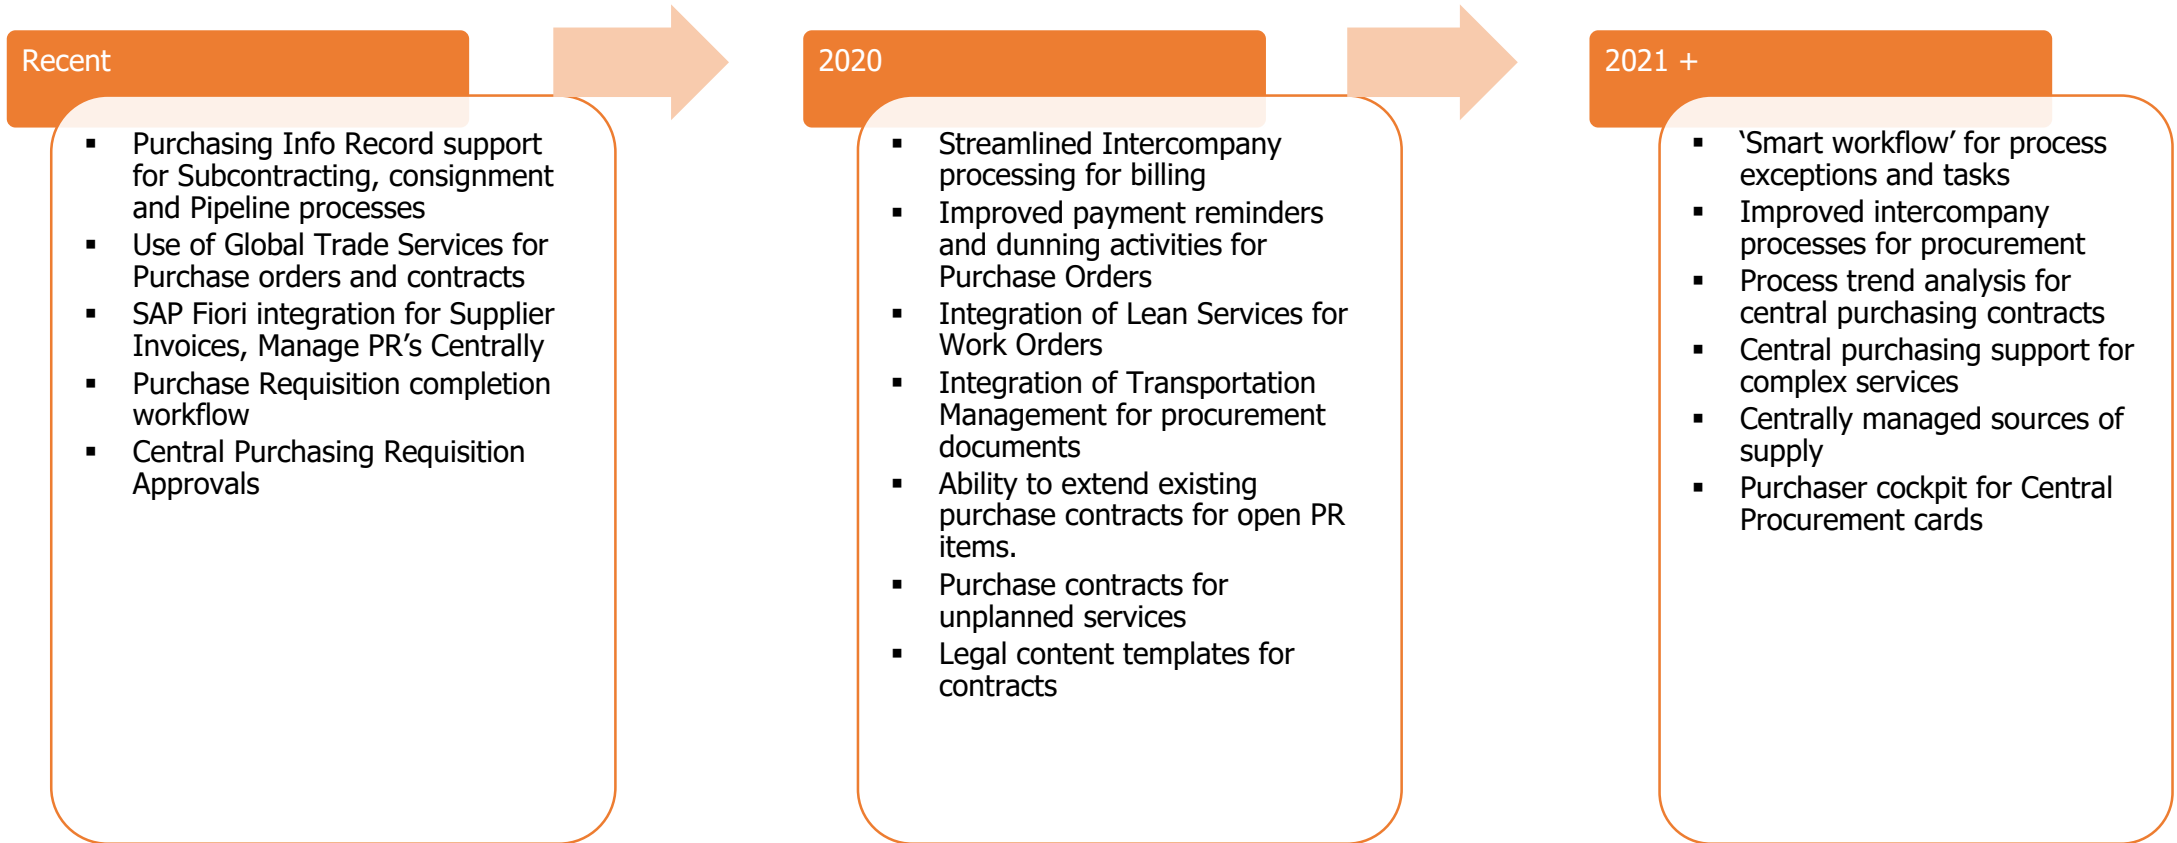 Recent
▪ Purchasing Info Record support
for Subcontracting, consignment
and Pipeline processes
▪ Use of Global Trade Services for
Purchase orders and contracts
▪ SAP Fiori integration for Supplier
Invoices, Manage PR’s Centrally
▪ Purchase Requisition completion
workflow
▪ Central Purchasing Requisition
Approvals
2020
▪ Streamlined Intercompany
processing for billing
▪ Improved payment reminders
and dunning activities for
Purchase Orders
▪ Integration of Lean Services for
Work Orders
▪ Integration of Transportation
Management for procurement
documents
▪ Ability to extend existing
purchase contracts for open PR
items.
▪ Purchase contracts for
unplanned services
▪ Legal content templates for
contracts
2021 +
▪ ‘Smart workflow’ for process
exceptions and tasks
▪ Improved intercompany
processes for procurement
▪ Process trend analysis for
central purchasing contracts
▪ Central purchasing support for
complex services
▪ Centrally managed sources of
supply
▪ Purchaser cockpit for Central
Procurement cards